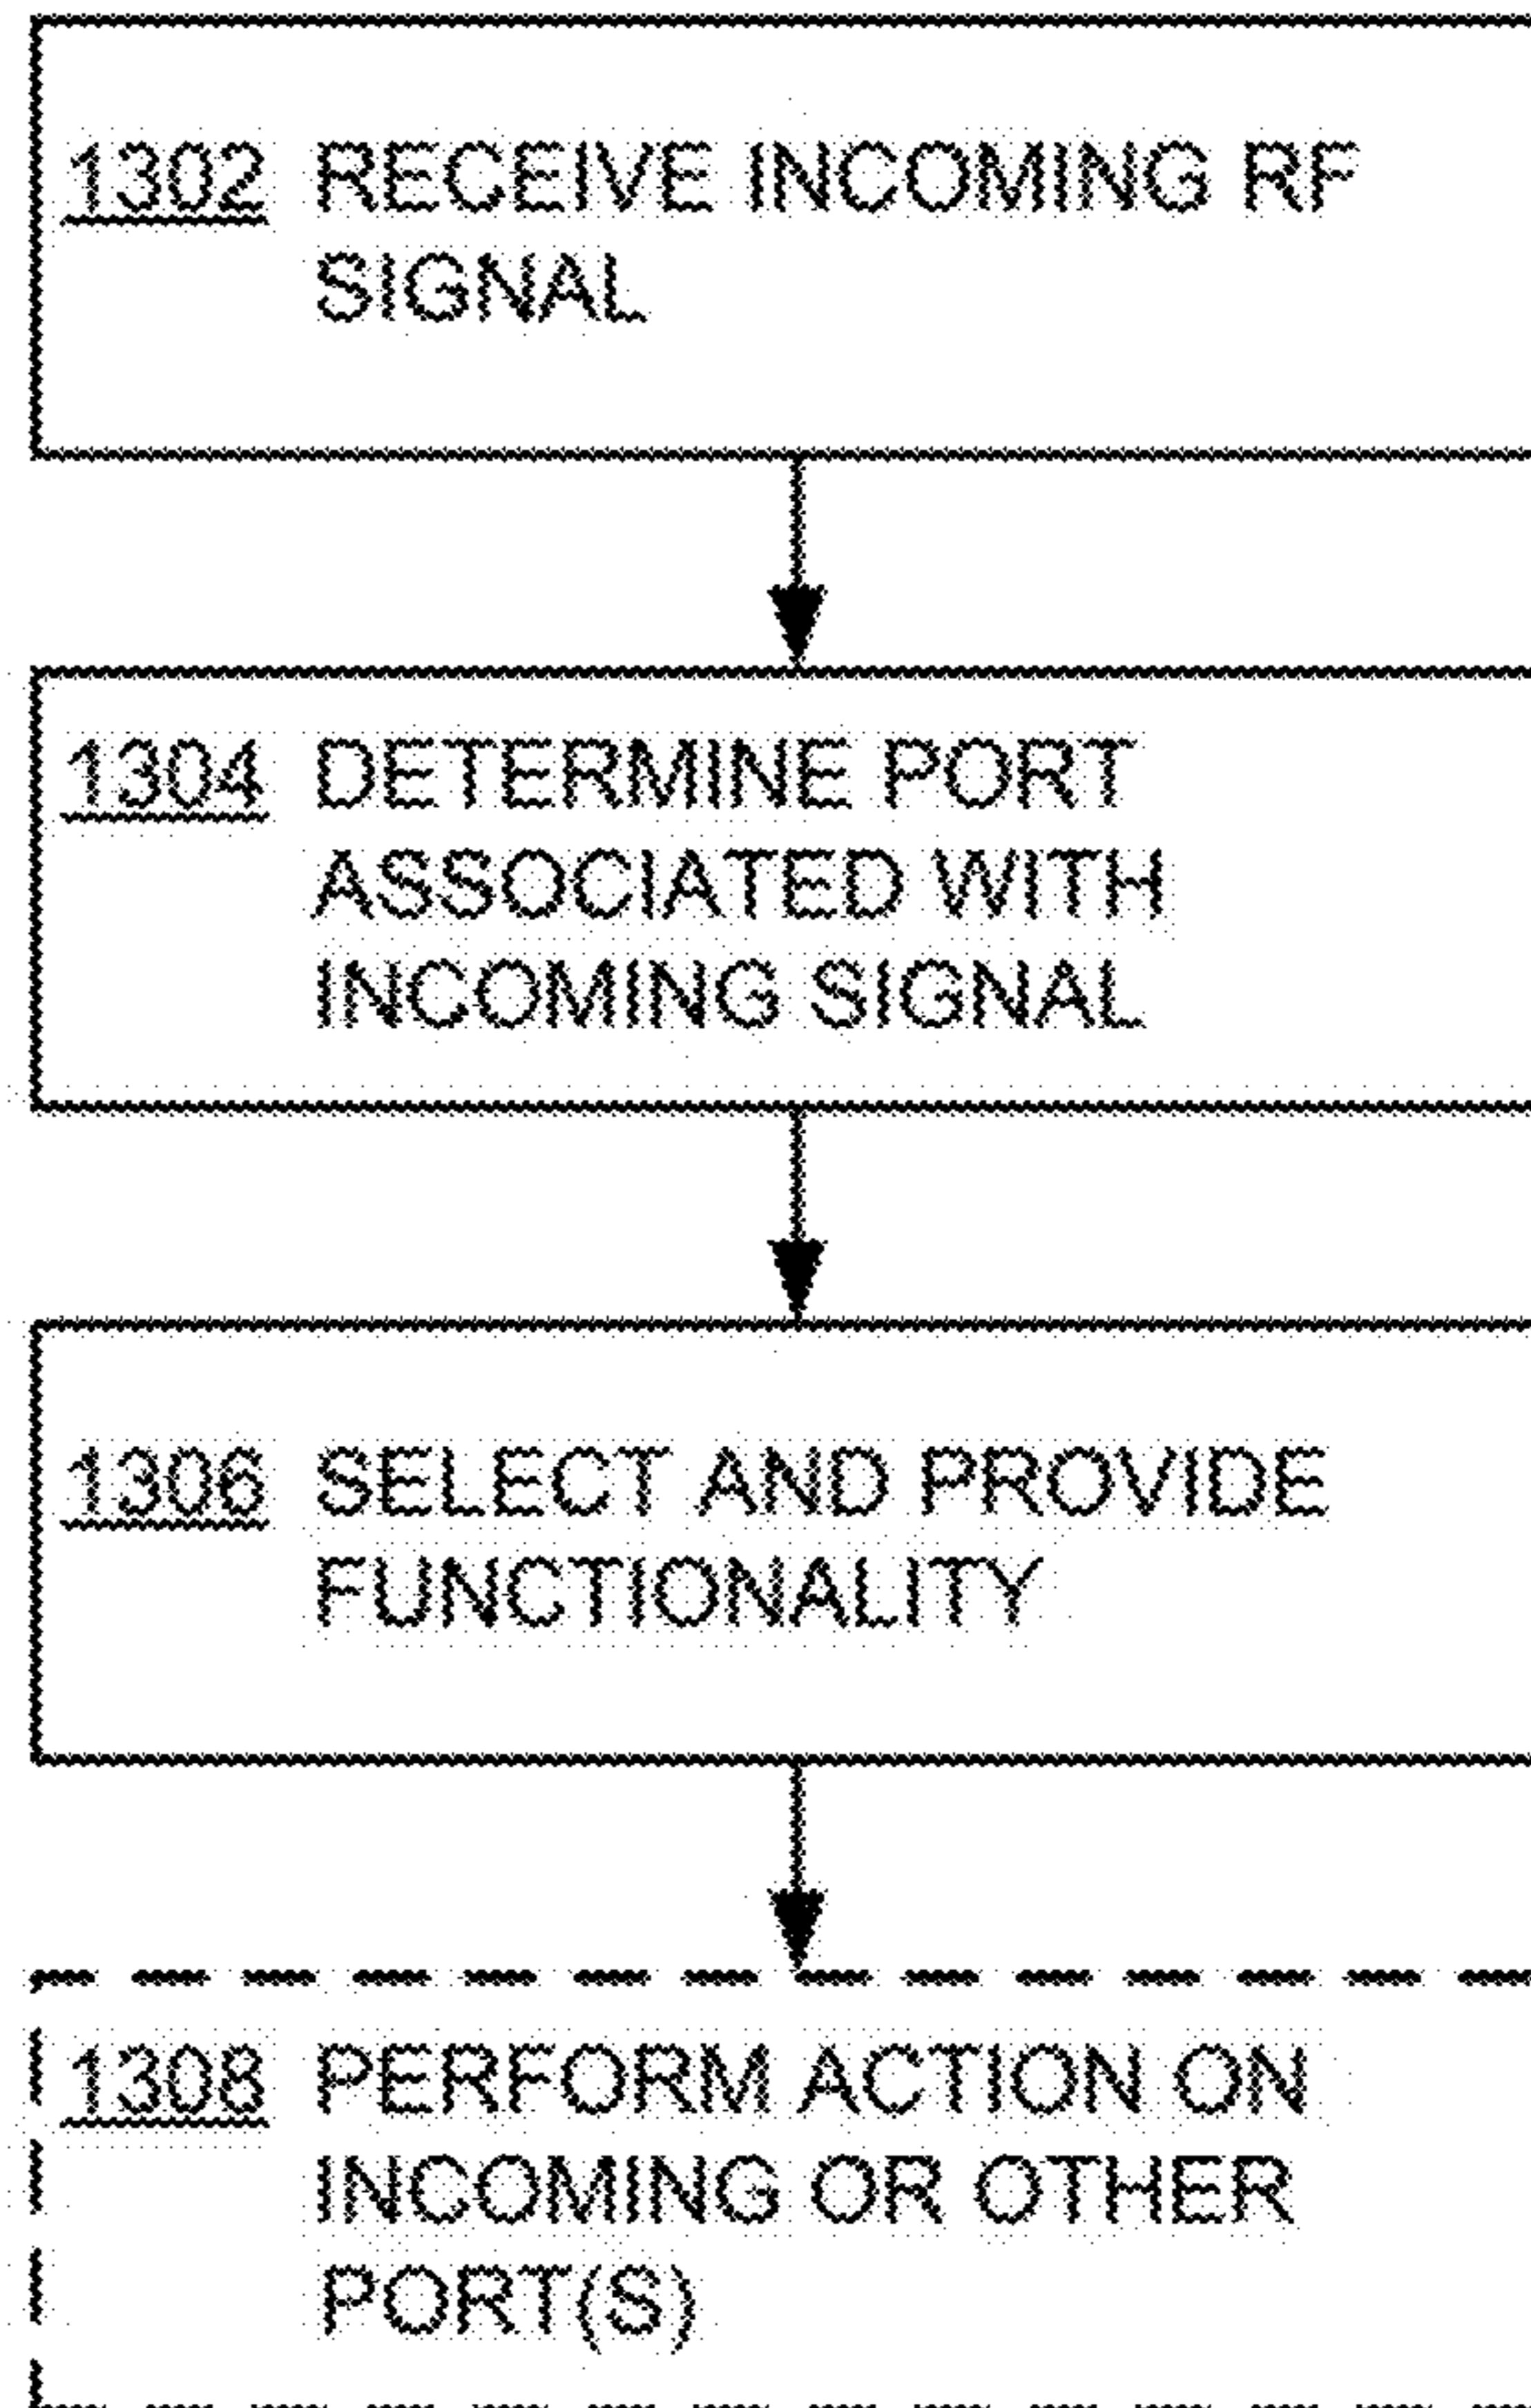 1302 RECEIVE INCOMING RF
SIGNAL
1304 DETERMINE PORT
ASSOCIATED WITH
INCOMING SIGNAL
1306 SELECT AND PROVIDE
FUNCTIONALITY
1308 PERFORM ACTION ON
INCOMING OR OTHER
PORT(S)